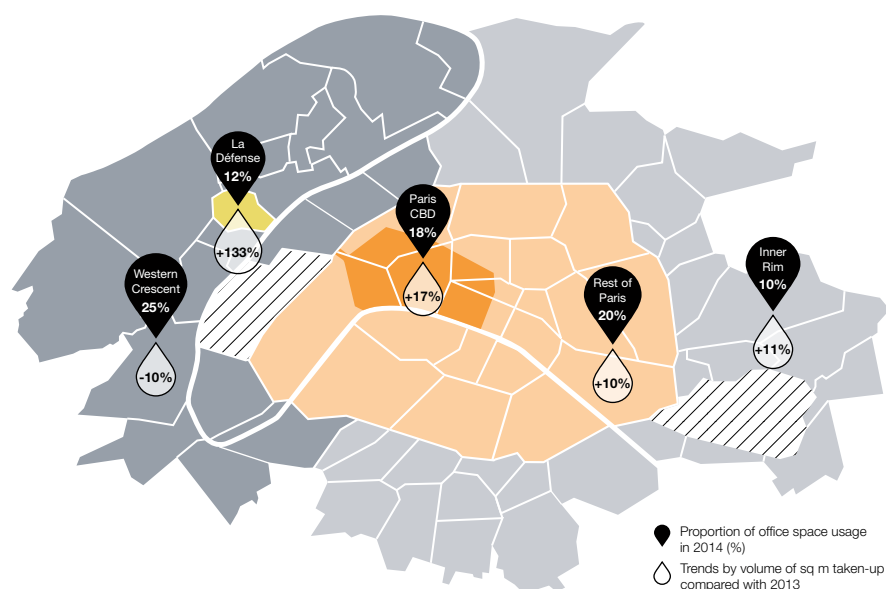 La
Défense
12%
+133%
Paris
CBD
18%
+17%
Western
Crescent
25%
-10%
Rest of
Paris
20%
+10%
Inner
Rim
10%
+11%
Proportion of office space usage
in 2014 (%)
Trends by volume of sq m taken-up
compared with 2013